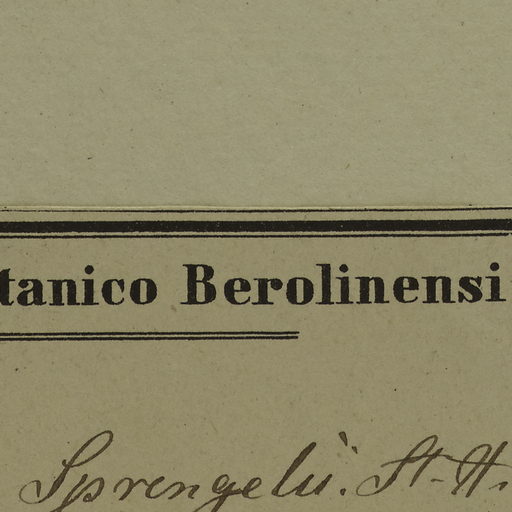 tanico Berolinensi
Sprengelii. St-H.